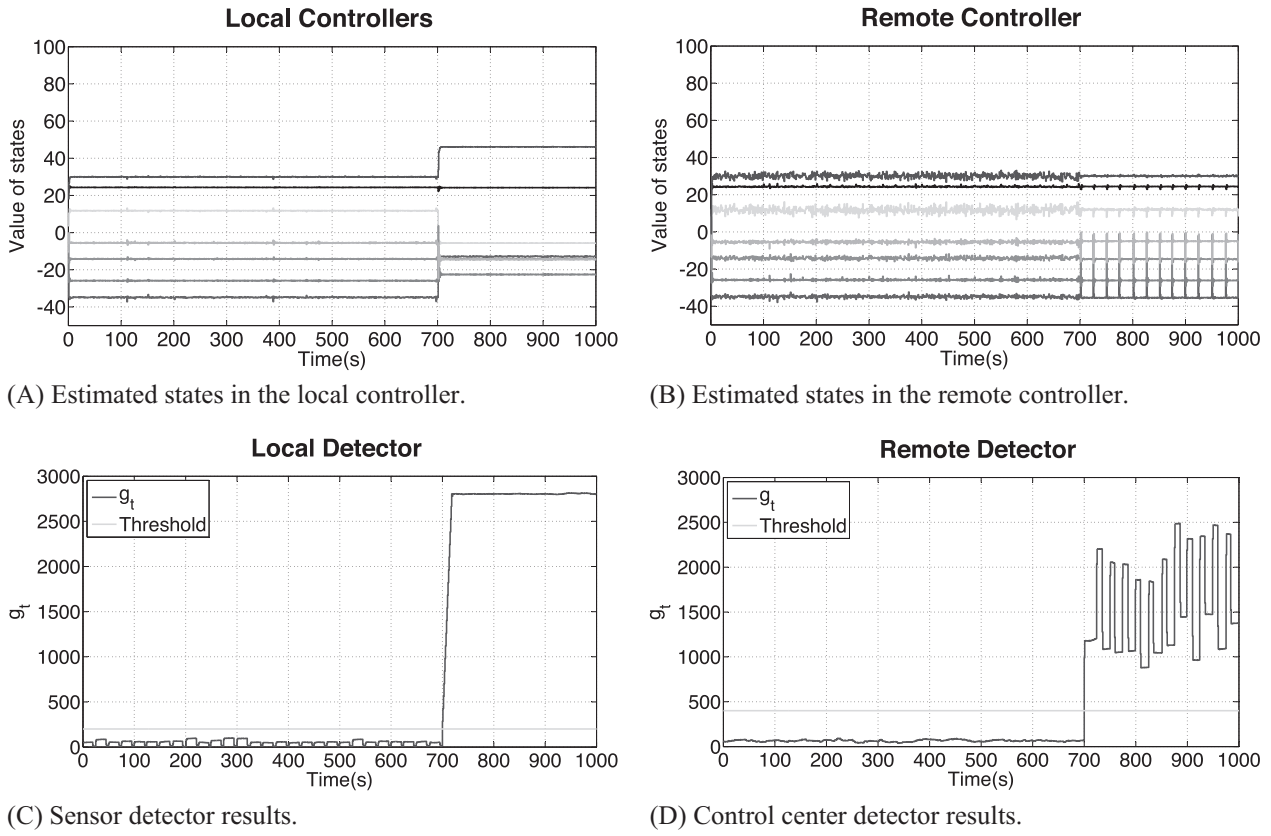 Local Controllers
100
80
60
40
20
0
-20
-40
Value of states
0 100 200 300 400 500 600 700 800 900 1000
Time(s)
(A) Estimated states in the local controller.
Remote Controller
100
80
60
40
20
0
-20
-40
Value of states
0 100 200 300 400 500 600 700 800 900 1000
Time(s)
(B) Estimated states in the remote controller.
Local Detector
3000
2500
2000
1500
1000
500
0
g_t
g_t
Threshold
0 100 200 300 400 500 600 700 800 900 1000
Time(s)
(C) Sensor detector results.
Remote Detector
3000
2500
2000
1500
1000
500
0
g_t
g_t
Threshold
0 100 200 300 400 500 600 700 800 900 1000
Time(s)
(D) Control center detector results.